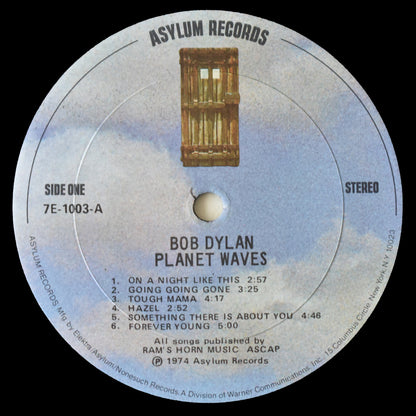 ASYLUM RECORDS
SIDE ONE
STEREO
7E-1003-A
BOB DYLAN
PLANET WAVES
1. ON A NIGHT LIKE THIS 2:57
2. GOING GOING GONE 3:25
3. TOUGH MAMA 4:17
4. HAZEL 2:52
5. SOMETHING THERE IS ABOUT YOU 4:46
6. FOREVER YOUNG 5:00
All songs published by
RAM'S HORN MUSIC ASCAP
Ⓟ 1974 Asylum Records
ASYLUM RECORDS Mfg by Elektra/Asylum/Nonesuch Records A Division of Warner Communications, Inc. 15 Columbus Circle, New York, N.Y. 10023